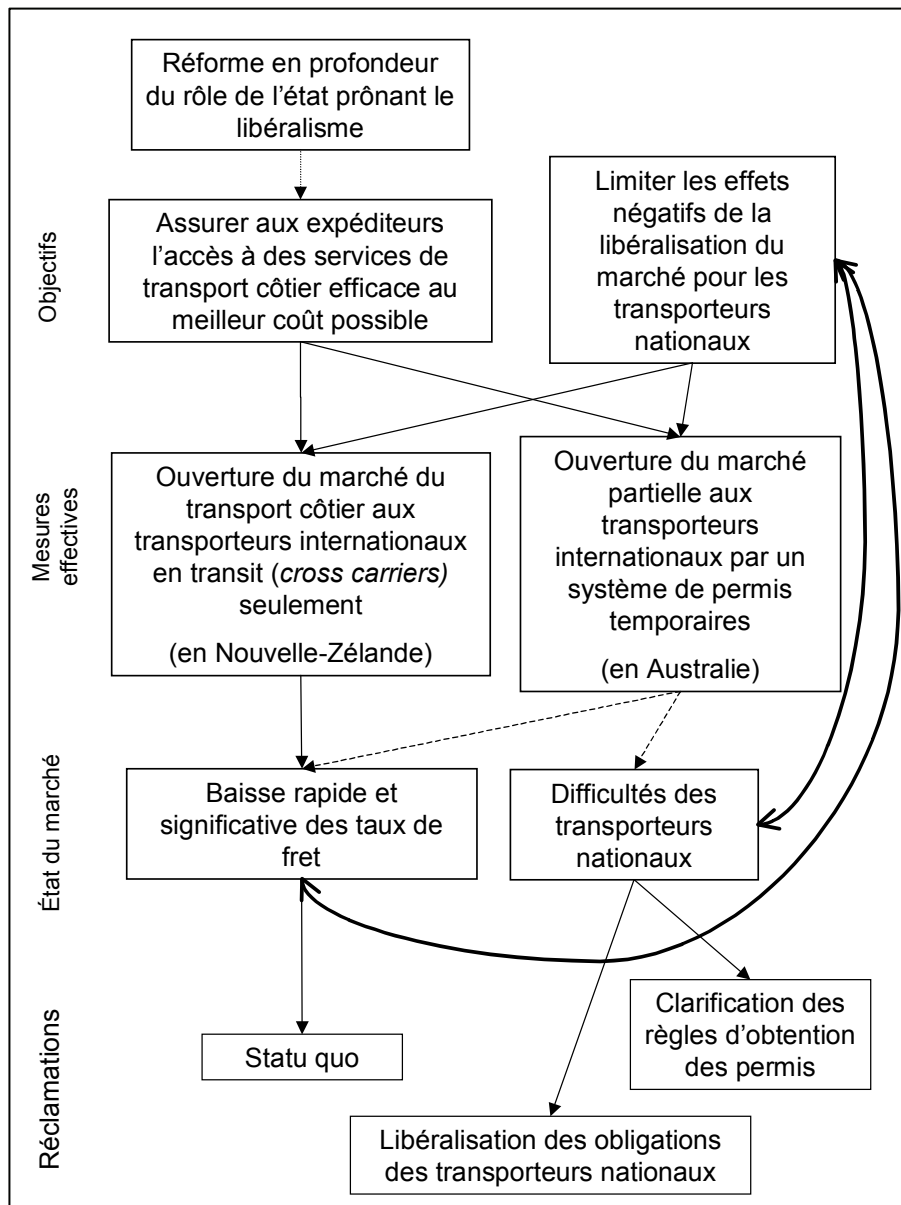 Réforme en profondeur
du rôle de l’état prônant le
libéralisme
Objectifs
Assurer aux expéditeurs
l’accès à des services de
transport côtier efficace au
meilleur coût possible
Limiter les effets
négatifs de la
libéralisation du
marché pour les
transporteurs
nationaux
Mesures
effectives
Ouverture du marché du
transport côtier aux
transporteurs internationaux
en transit (cross carriers)
seulement
(en Nouvelle-Zélande)
Ouverture du marché
partielle aux
transporteurs
internationaux par un
système de permis
temporaires
(en Australie)
État du marché
Baisse rapide et
significative des taux de
fret
Difficultés des
transporteurs
nationaux
Réclamations
Statu quo
Clarification des
règles d’obtention
des permis
Libéralisation des obligations
des transporteurs nationaux